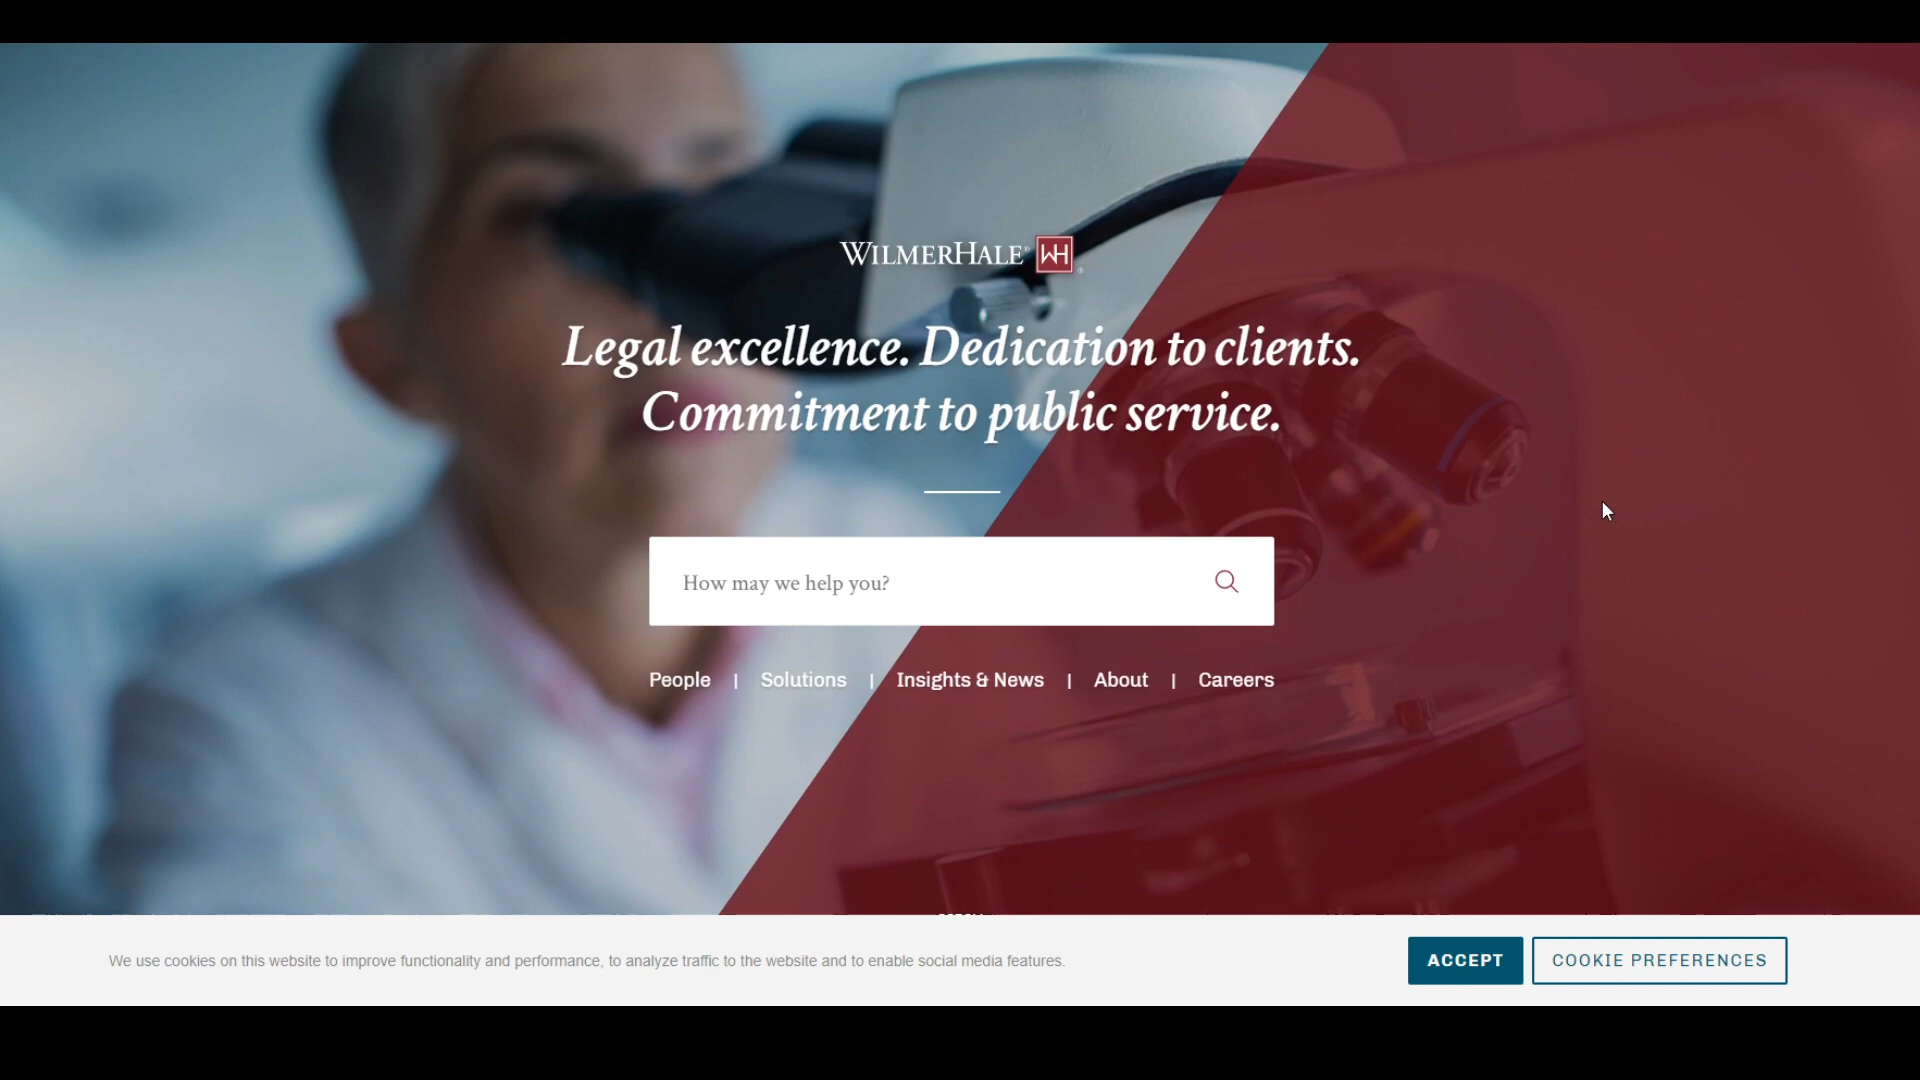 WILMERHALE® WH®
Legal excellence. Dedication to clients.
Commitment to public service.
How may we help you?
People | Solutions | Insights & News | About | Careers
We use cookies on this website to improve functionality and performance, to analyze traffic to the website and to enable social media features.
ACCEPT
COOKIE PREFERENCES